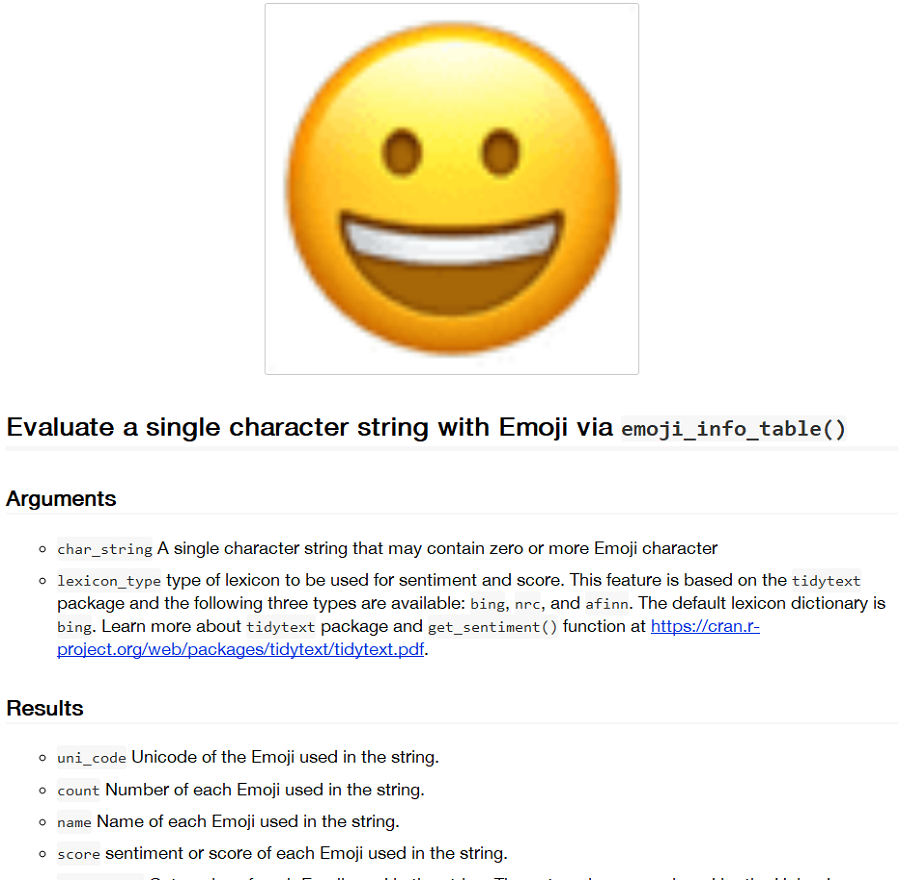 Evaluate a single character string with Emoji via emoji_info_table()
Arguments
char_string A single character string that may contain zero or more Emoji character
lexicon_type type of lexicon to be used for sentiment and score. This feature is based on the tidytext
package and the following three types are available: bing, nrc, and afinn. The default lexicon dictionary is
bing. Learn more about tidytext package and get_sentiment() function at https://cran.r-
project.org/web/packages/tidytext/tidytext.pdf.
Results
uni_code Unicode of the Emoji used in the string.
count Number of each Emoji used in the string.
name Name of each Emoji used in the string.
score sentiment or score of each Emoji used in the string.